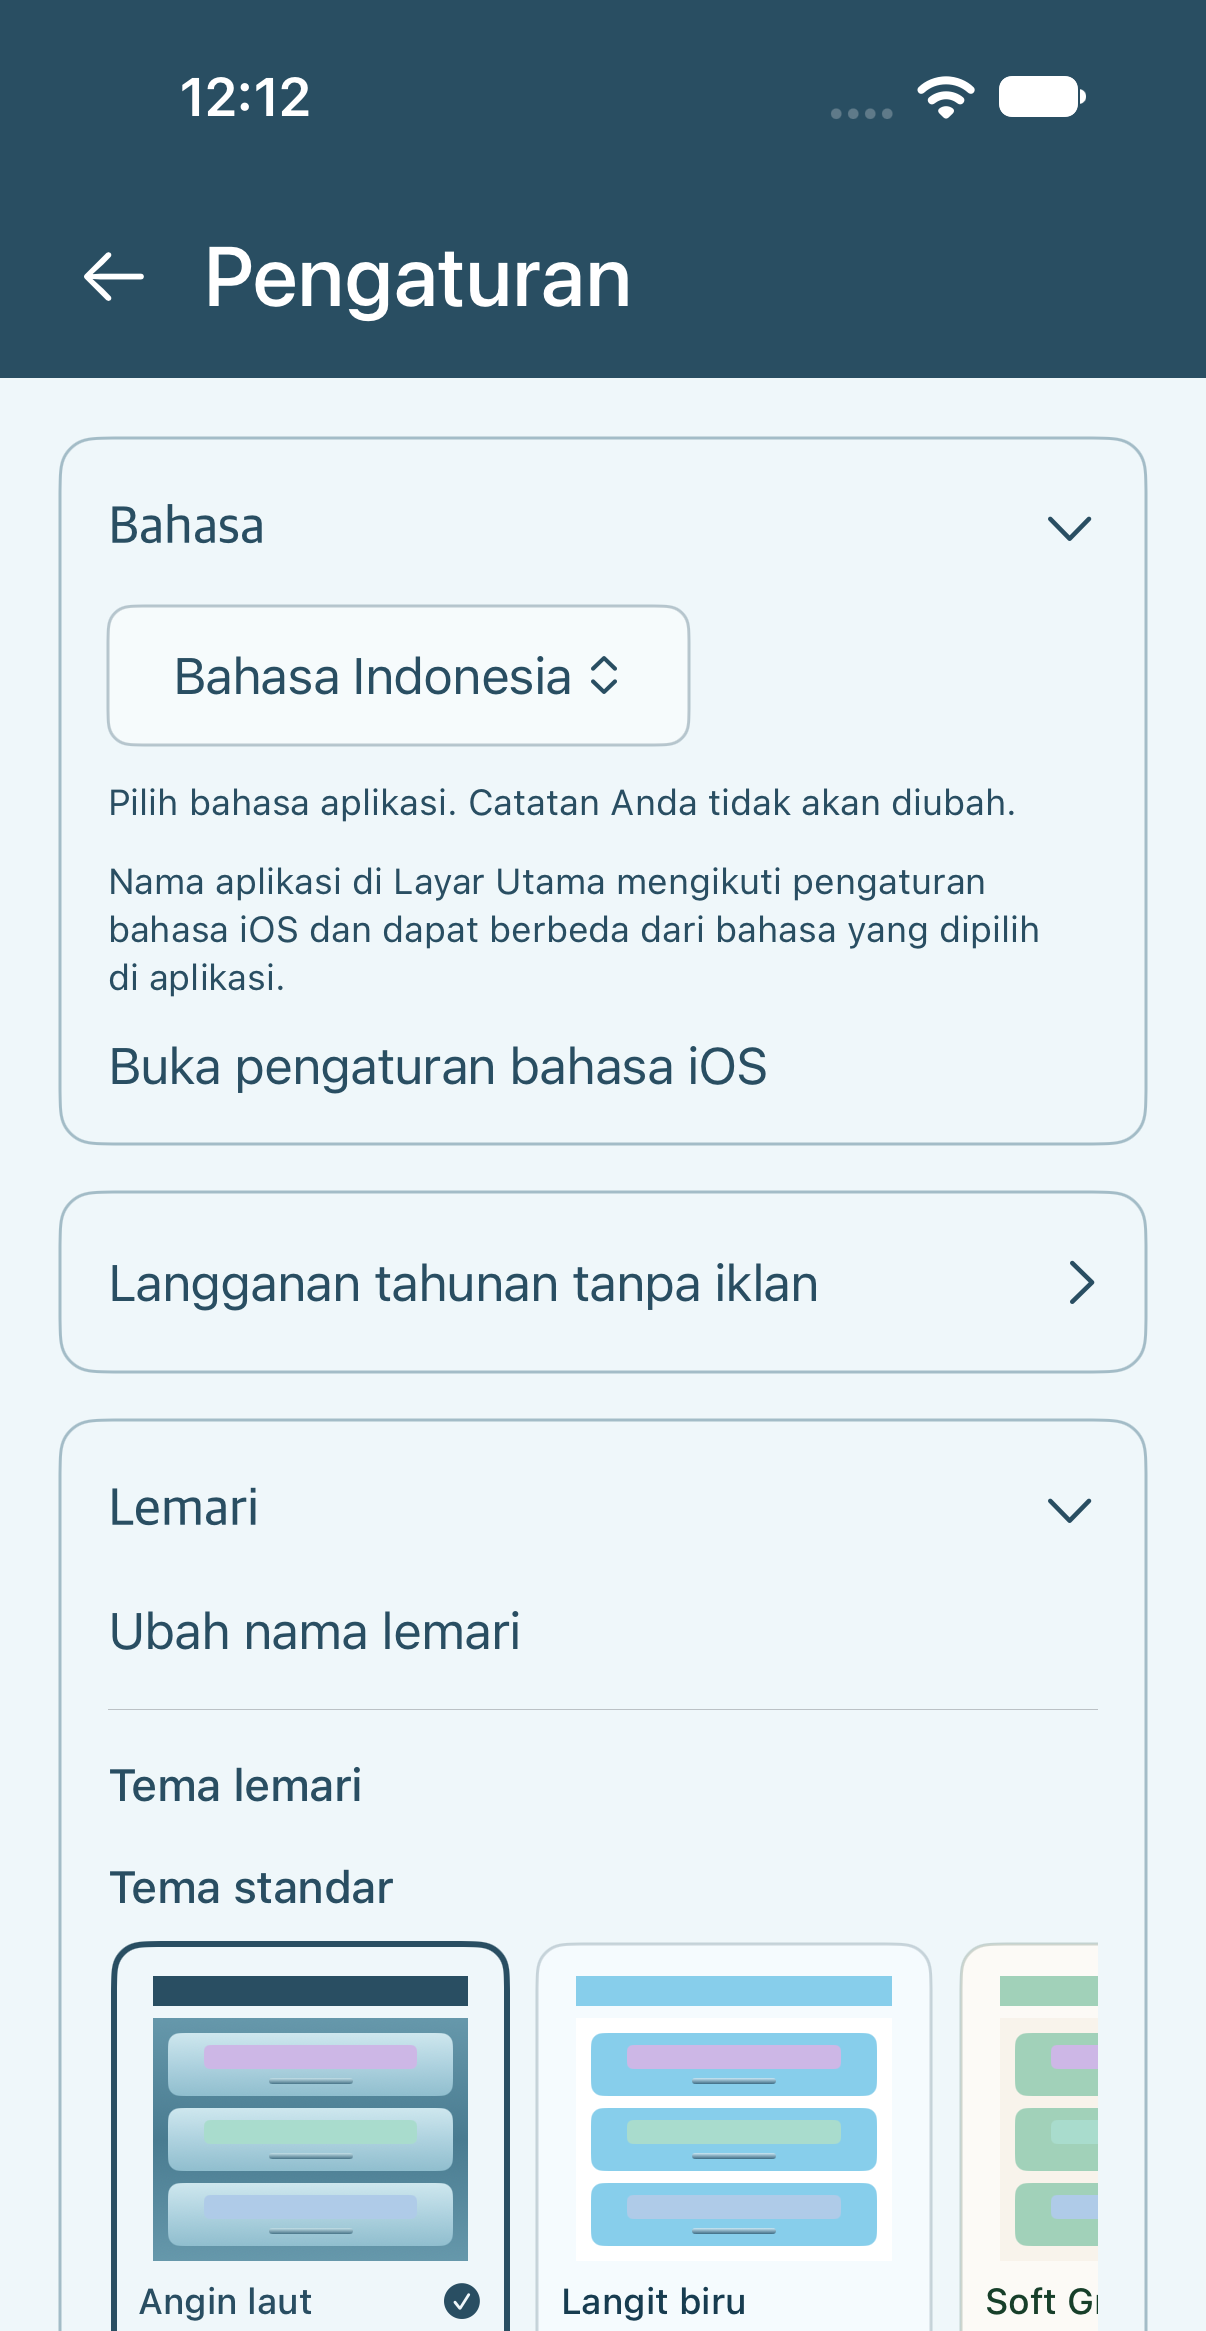 12:12
Pengaturan
Bahasa
Bahasa Indonesia
Pilih bahasa aplikasi. Catatan Anda tidak akan diubah.
Nama aplikasi di Layar Utama mengikuti pengaturan
bahasa iOS dan dapat berbeda dari bahasa yang dipilih
di aplikasi.
Buka pengaturan bahasa iOS
Langganan tahunan tanpa iklan
Lemari
Ubah nama lemari
Tema lemari
Tema standar
Angin laut
Langit biru
Soft